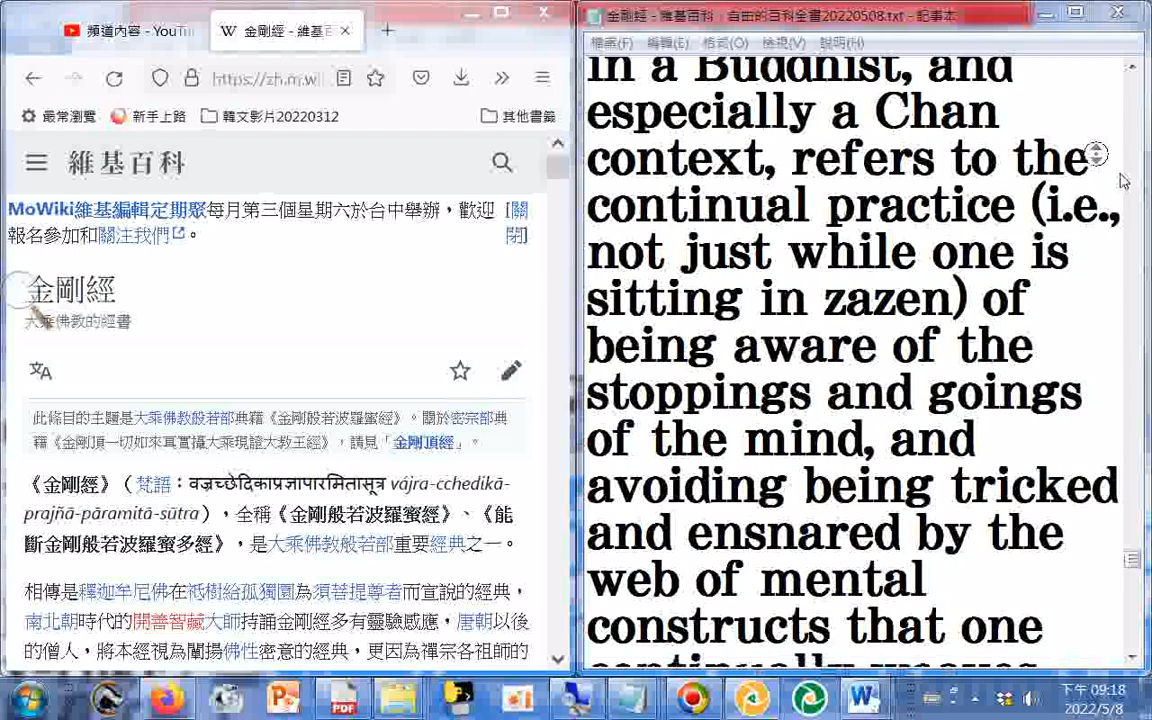 頻道內容 - YouTu
金剛經 - 維基百
https://zh.m.wi
最常瀏覽
新手上路
韓文影片20220312
其他書籤
維基百科
MoWiki維基編輯定期聚每月第三個星期六於台中舉辦，歡迎報名參加和關注我們。
[關閉]
金剛經
大乘佛教的經書
此條目的主題是大乘佛教般若部典籍《金剛般若波羅蜜經》。關於密宗部典
籍《金剛頂一切如來真實攝大乘現證大教王經》，請見「金剛頂經」。
《金剛經》（梵語：वज्रच्छेदिकाप्रज्ञापारमितासूत्र vájra-cchedikā-
prajñā-pāramitā-sūtra），全稱《金剛般若波羅蜜經》、《能
斷金剛般若波羅蜜多經》，是大乘佛教般若部重要經典之一。
相傳是釋迦牟尼佛在祇樹給孤獨園為須菩提尊者而宣說的經典，
南北朝時代的開善智藏大師持誦金剛經多有靈驗感應，唐朝以後
的僧人，將本經視為闡揚佛性密意的經典，更因為禪宗各祖師的
金剛經 - 維基百科，自由的百科全書20220508.txt - 記事本
檔案(F) 編輯(E) 格式(O) 檢視(V) 說明(H)
in a Buddhist, and
especially a Chan
context, refers to the
continual practice (i.e.,
not just while one is
sitting in zazen) of
being aware of the
stoppings and goings
of the mind, and
avoiding being tricked
and ensnared by the
web of mental
constructs that one
continually weaves
下午 09:18
2022/5/8